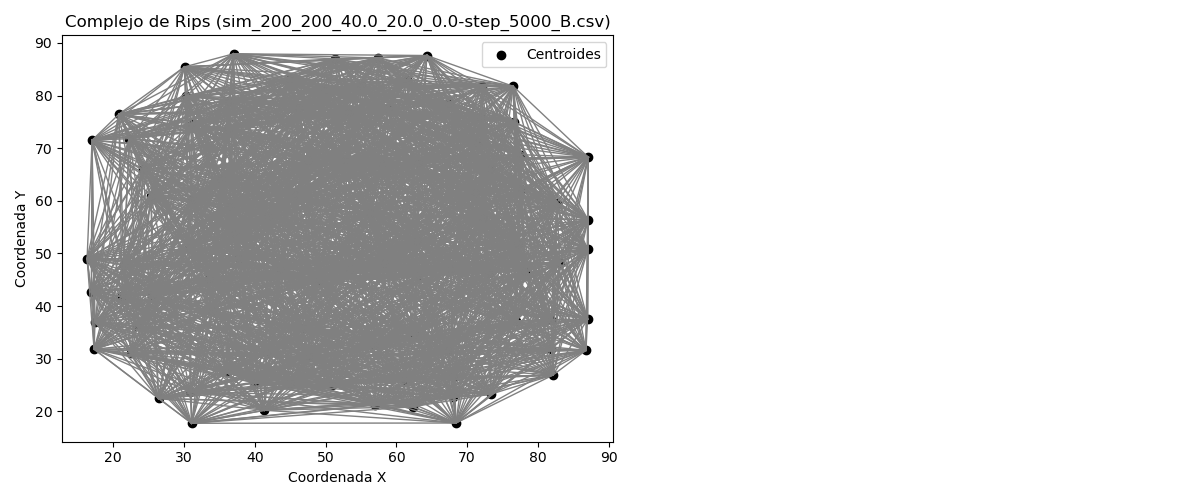 Complejo de Rips (sim_200_200_40.0_20.0_0.0-step_5000_B.csv)
Centroides
Coordenada Y
90
80
70
60
50
40
30
20
20 30 40 50 60 70 80 90
Coordenada X